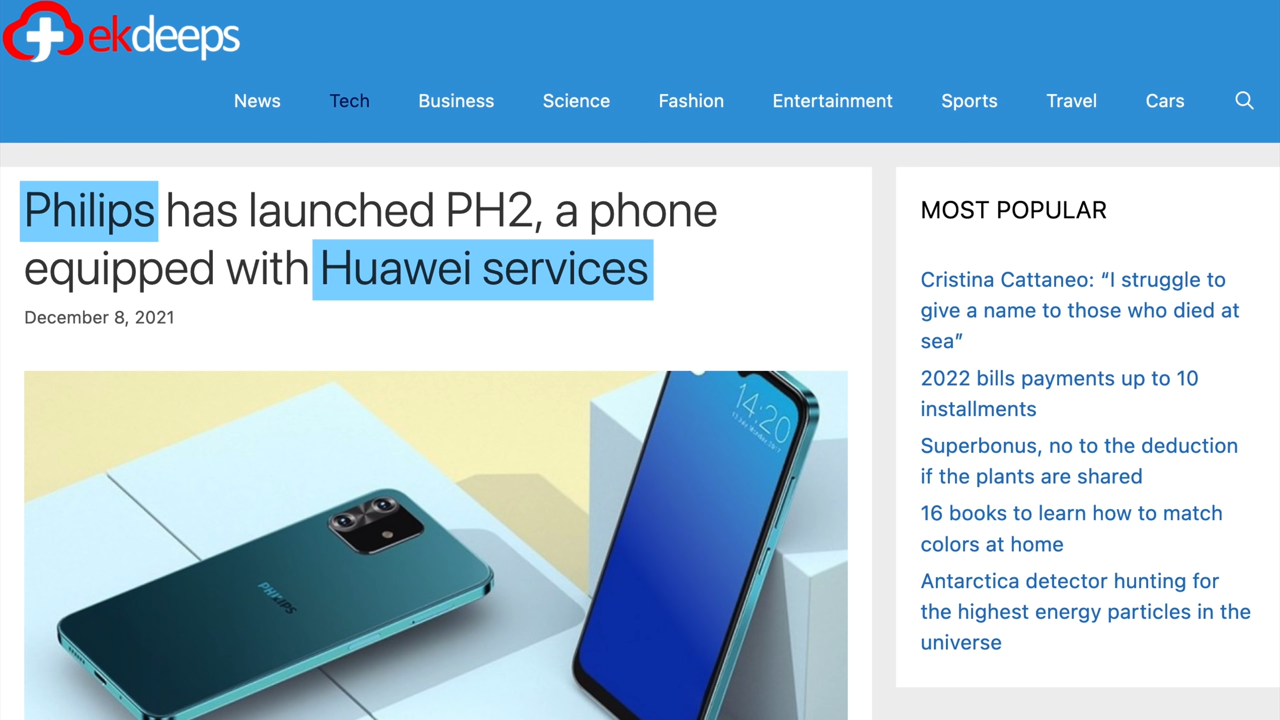 ekdeeps
News Tech Business Science Fashion Entertainment Sports Travel Cars
Philips has launched PH2, a phone
equipped with Huawei services
December 8, 2021
14:20
PHILIPS
MOST POPULAR
Cristina Cattaneo: “I struggle to
give a name to those who died at
sea”
2022 bills payments up to 10
installments
Superbonus, no to the deduction
if the plants are shared
16 books to learn how to match
colors at home
Antarctica detector hunting for
the highest energy particles in the
universe